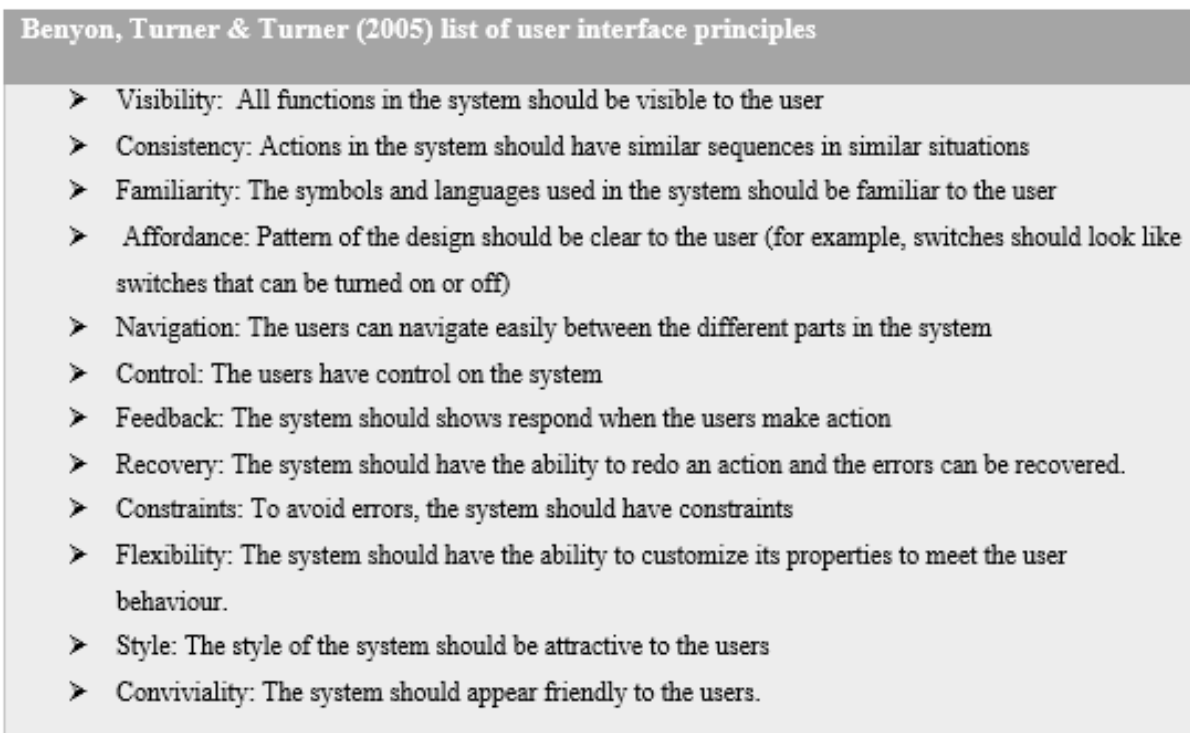 Benyon, Turner & Turner (2005) list of user interface principles
➤ Visibility: All functions in the system should be visible to the user
➤ Consistency: Actions in the system should have similar sequences in similar situations
➤ Familiarity: The symbols and languages used in the system should be familiar to the user
➤ Affordance: Pattern of the design should be clear to the user (for example, switches should look like
switches that can be turned on or off)
➤ Navigation: The users can navigate easily between the different parts in the system
➤ Control: The users have control on the system
➤ Feedback: The system should shows respond when the users make action
➤ Recovery: The system should have the ability to redo an action and the errors can be recovered.
➤ Constraints: To avoid errors, the system should have constraints
➤ Flexibility: The system should have the ability to customize its properties to meet the user
behaviour.
➤ Style: The style of the system should be attractive to the users
➤ Conviviality: The system should appear friendly to the users.